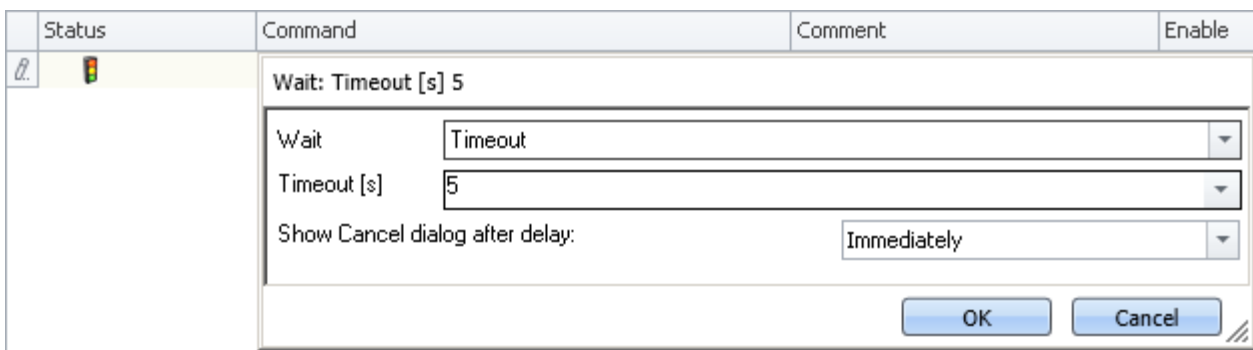 Status Command Comment Enable
Wait: Timeout [s] 5
Wait Timeout
Timeout [s] 5
Show Cancel dialog after delay: Immediately
OK Cancel